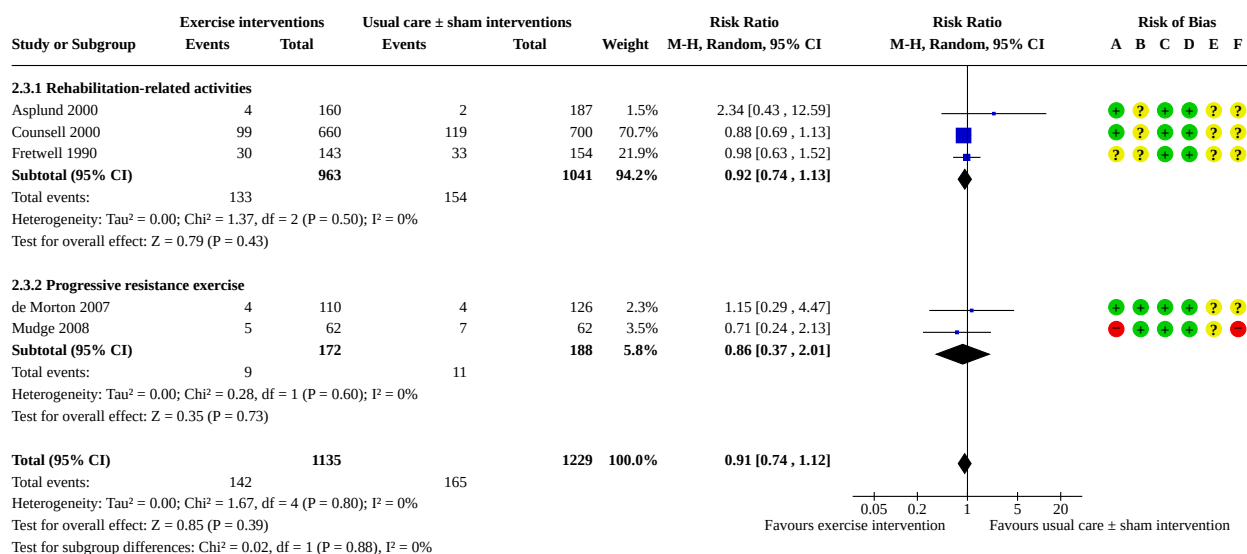 Exercise interventions Usual care ± sham interventions Risk Ratio Risk Ratio Risk of Bias
Study or Subgroup Events Total Events Total Weight M-H, Random, 95% CI M-H, Random, 95% CI A B C D E F
2.3.1 Rehabilitation-related activities
Asplund 2000 4 160 2 187 1.5% 2.34 [0.43 , 12.59] + ? + + ? ?
Counsell 2000 99 660 119 700 70.7% 0.88 [0.69 , 1.13] + ? + + ? ?
Fretwell 1990 30 143 33 154 21.9% 0.98 [0.63 , 1.52] ? ? + + ? ?
Subtotal (95% CI) 963 1041 94.2% 0.92 [0.74 , 1.13]
Total events: 133 154
Heterogeneity: Tau² = 0.00; Chi² = 1.37, df = 2 (P = 0.50); I² = 0%
Test for overall effect: Z = 0.79 (P = 0.43)
2.3.2 Progressive resistance exercise
de Morton 2007 4 110 4 126 2.3% 1.15 [0.29 , 4.47] + + + + ? ?
Mudge 2008 5 62 7 62 3.5% 0.71 [0.24 , 2.13] − + + + ? −
Subtotal (95% CI) 172 188 5.8% 0.86 [0.37 , 2.01]
Total events: 9 11
Heterogeneity: Tau² = 0.00; Chi² = 0.28, df = 1 (P = 0.60); I² = 0%
Test for overall effect: Z = 0.35 (P = 0.73)
Total (95% CI) 1135 1229 100.0% 0.91 [0.74 , 1.12]
Total events: 142 165
Heterogeneity: Tau² = 0.00; Chi² = 1.67, df = 4 (P = 0.80); I² = 0%
0.05 0.2 1 5 20
Test for overall effect: Z = 0.85 (P = 0.39)
Favours exercise intervention Favours usual care ± sham intervention
Test for subgroup differences: Chi² = 0.02, df = 1 (P = 0.88), I² = 0%